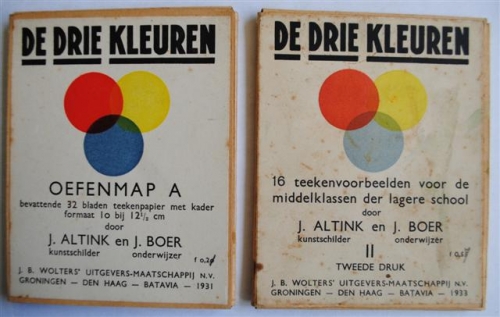 DE DRIE KLEUREN
OEFENMAP A
bevattende 32 bladen teekenpapier met kader
formaat 10 bij 12½ cm
door
J. ALTINK en J. BOER
kunstschilder onderwijzer
J. B. WOLTERS' UITGEVERS-MAATSCHAPPIJ N.V.
GRONINGEN — DEN HAAG — BATAVIA — 1931
DE DRIE KLEUREN
16 teekenvoorbeelden voor de
middelklassen der lagere school
door
J. ALTINK en J. BOER
kunstschilder onderwijzer
II
TWEEDE DRUK
J. B. WOLTERS' UITGEVERS-MAATSCHAPPIJ N.V.
GRONINGEN — DEN HAAG — BATAVIA — 1933